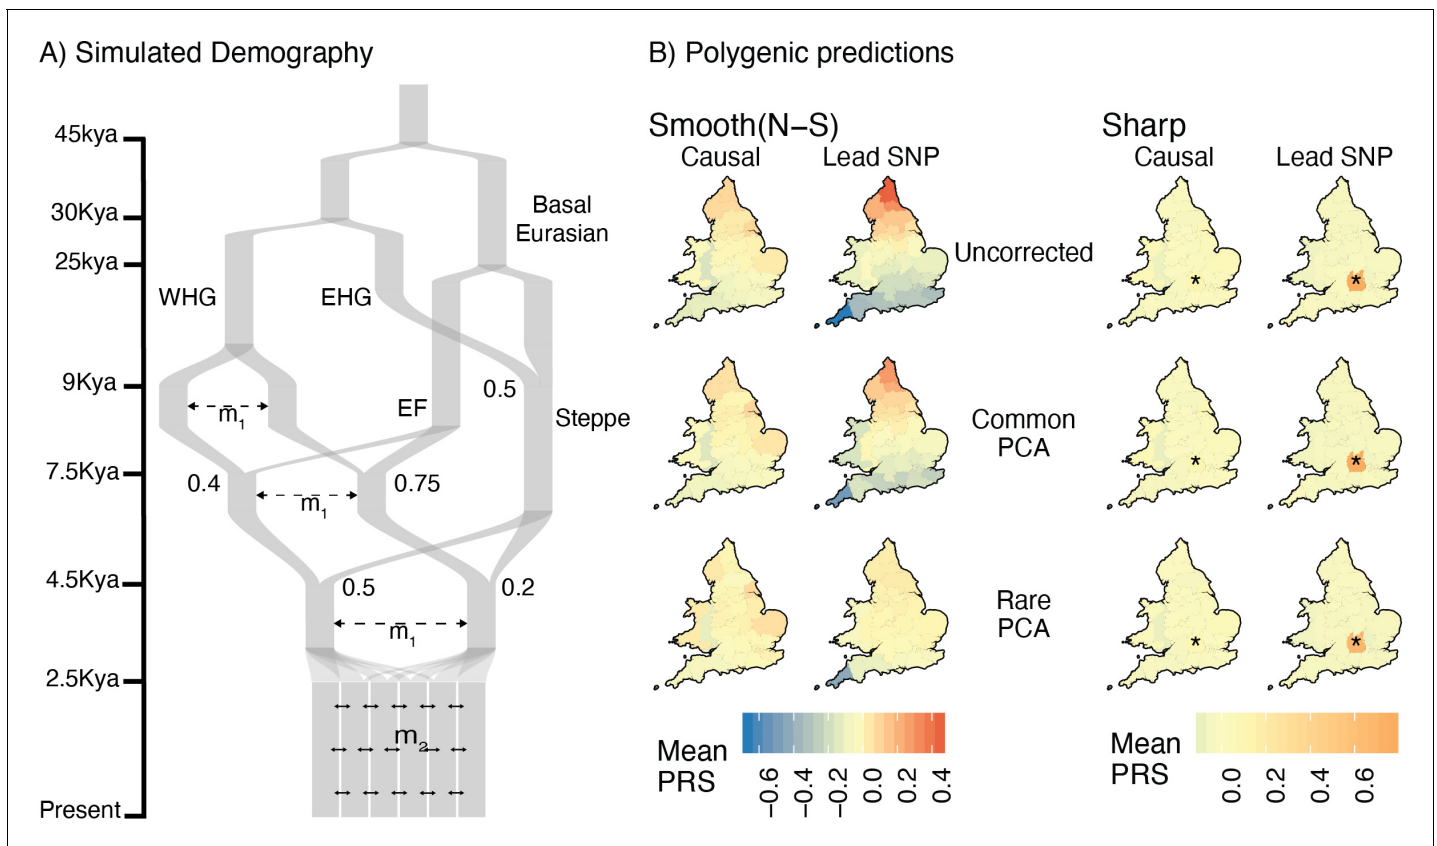 A) Simulated Demography
45kya
30Kya
25kya
9Kya
7.5Kya
4.5Kya
2.5Kya
Present
Basal
Eurasian
WHG
EHG
EF
0.5
Steppe
m1
0.4
0.75
m1
0.5
0.2
m1
m2
B) Polygenic predictions
Smooth(N−S)
Causal
Lead SNP
Sharp
Causal
Lead SNP
Uncorrected
*
*
Common
PCA
*
*
Rare
PCA
*
*
Mean
PRS
−0.6
−0.4
−0.2
0.0
0.2
0.4
Mean
PRS
0.0
0.2
0.4
0.6